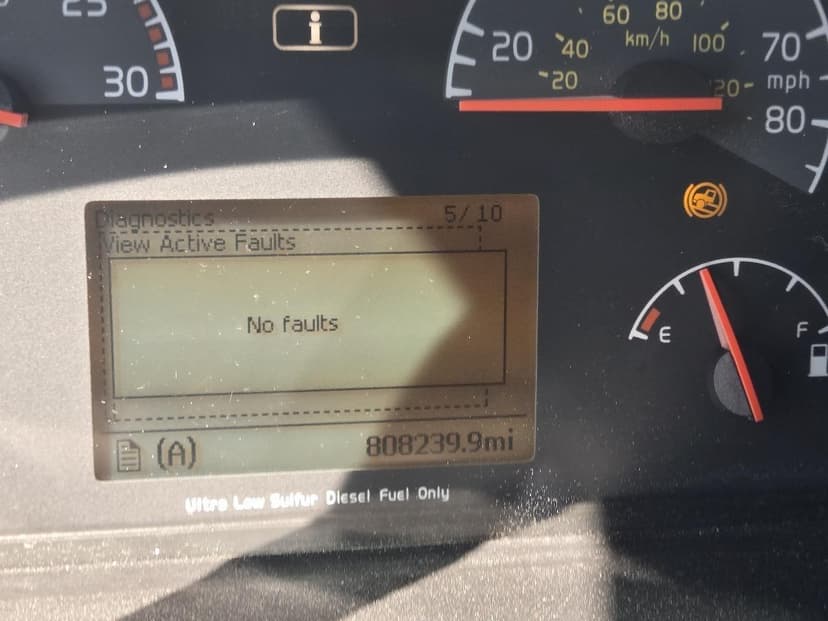 25
30
i
20
20
40
60
80
100
120
km/h
70
mph
80
Diagnostics 5/10
View Active Faults
No faults
(A) 808239.9mi
E F
Ultra Low Sulfur Diesel Fuel Only